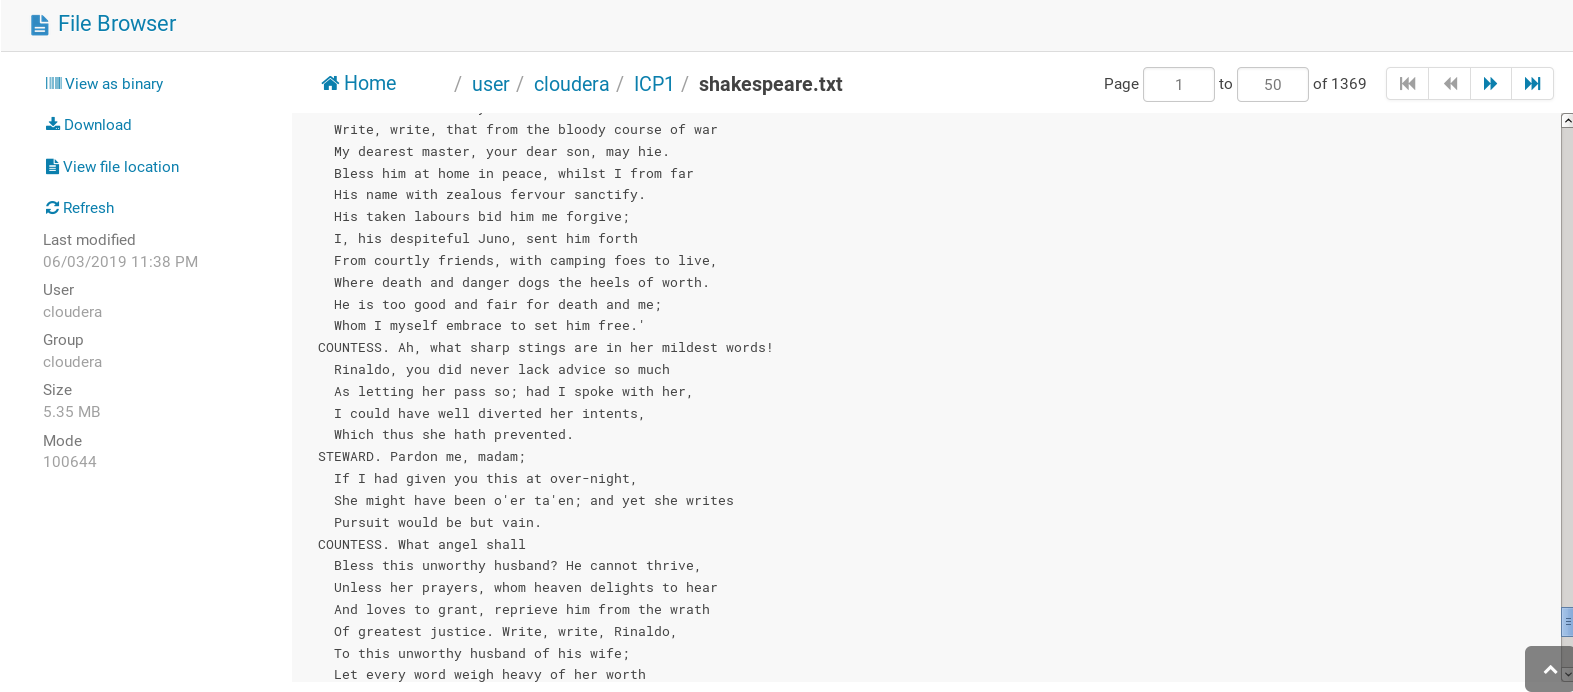 File Browser
View as binary
Download
View file location
Refresh
Last modified
06/03/2019 11:38 PM
User
cloudera
Group
cloudera
Size
5.35 MB
Mode
100644
Home / user / cloudera / ICP1 / shakespeare.txt
Page 1 to 50 of 1369
Write, write, that from the bloody course of war
My dearest master, your dear son, may hie.
Bless him at home in peace, whilst I from far
His name with zealous fervour sanctify.
His taken labours bid him me forgive;
I, his despiteful Juno, sent him forth
From courtly friends, with camping foes to live,
Where death and danger dogs the heels of worth.
He is too good and fair for death and me;
Whom I myself embrace to set him free.'
COUNTESS. Ah, what sharp stings are in her mildest words!
Rinaldo, you did never lack advice so much
As letting her pass so; had I spoke with her,
I could have well diverted her intents,
Which thus she hath prevented.
STEWARD. Pardon me, madam;
If I had given you this at over-night,
She might have been o'er ta'en; and yet she writes
Pursuit would be but vain.
COUNTESS. What angel shall
Bless this unworthy husband? He cannot thrive,
Unless her prayers, whom heaven delights to hear
And loves to grant, reprieve him from the wrath
Of greatest justice. Write, write, Rinaldo,
To this unworthy husband of his wife;
Let every word weigh heavy of her worth